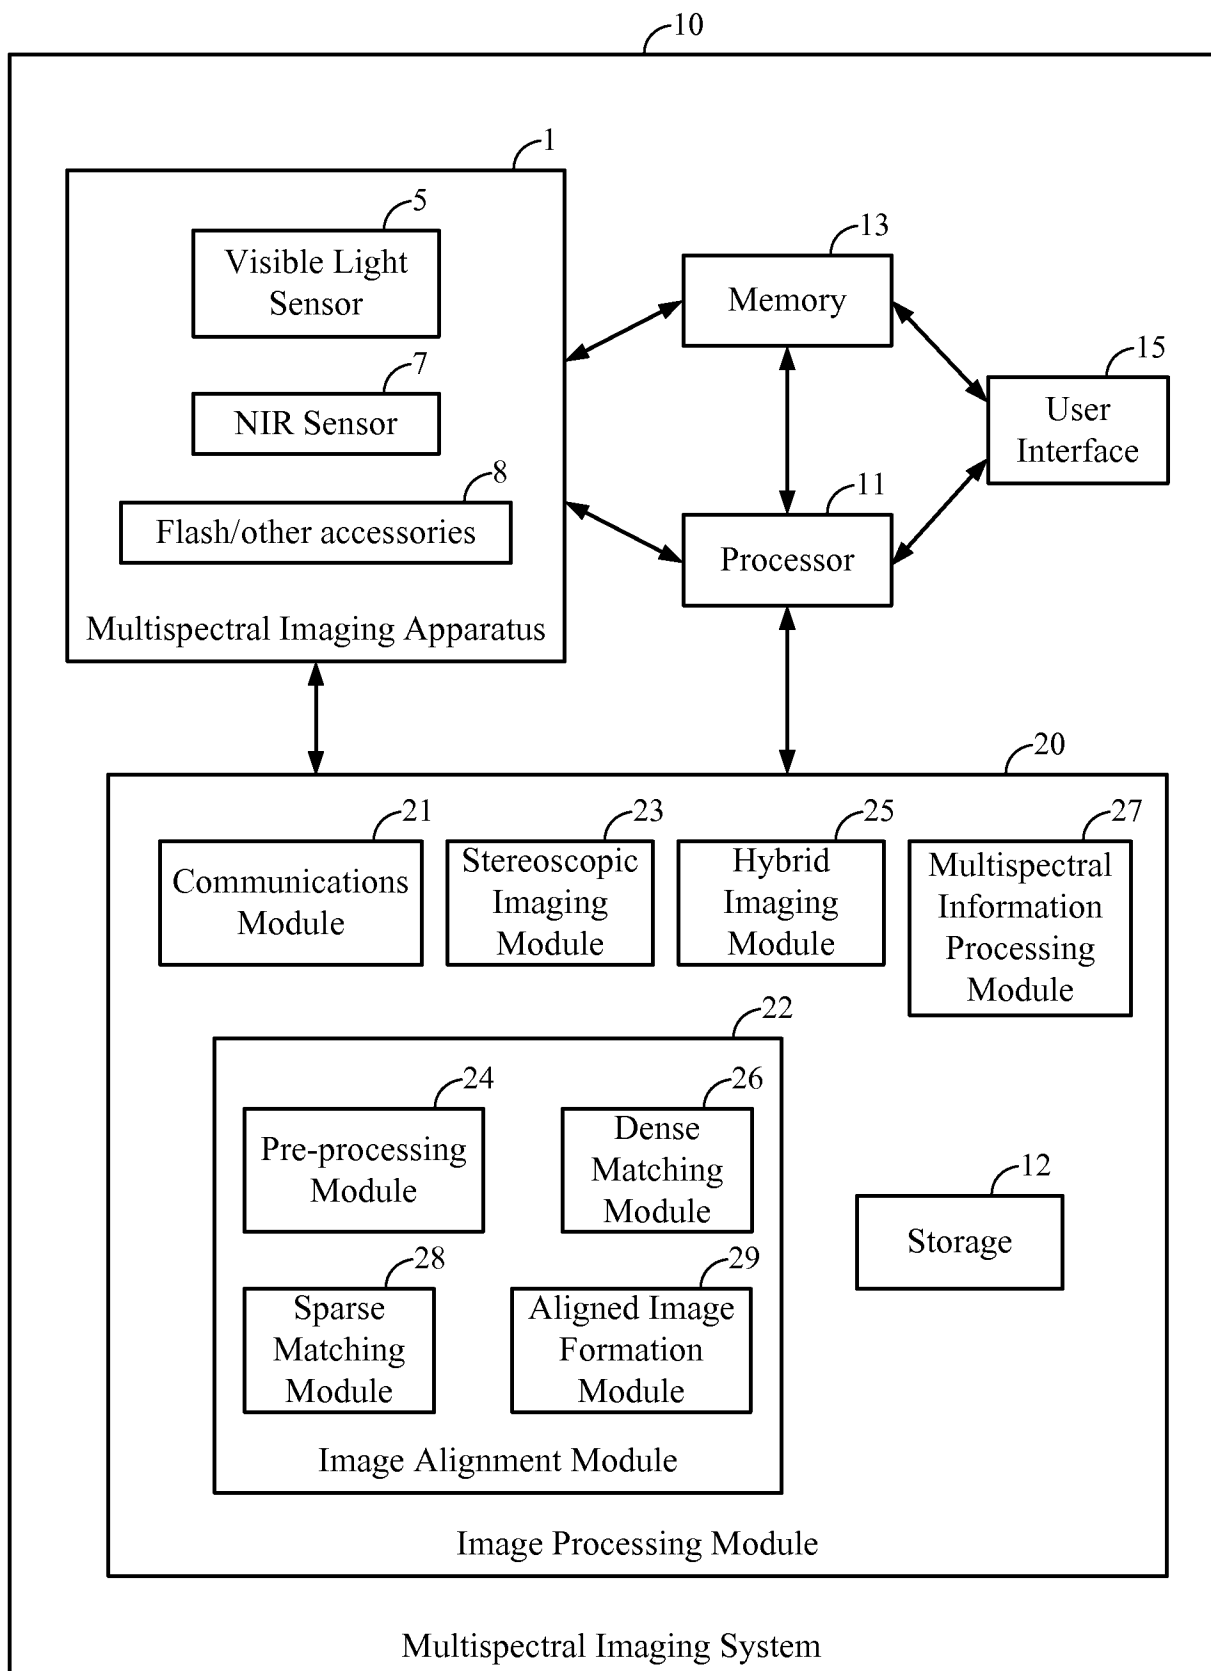 10
1
5
Visible Light
Sensor
7
NIR Sensor
8
Flash/other accessories
Multispectral Imaging Apparatus
13
Memory
15
User
Interface
11
Processor
20
21
Communications
Module
23
Stereoscopic
Imaging
Module
25
Hybrid
Imaging
Module
27
Multispectral
Information
Processing
Module
22
24
Pre-processing
Module
26
Dense
Matching
Module
28
Sparse
Matching
Module
29
Aligned Image
Formation
Module
Image Alignment Module
12
Storage
Image Processing Module
Multispectral Imaging System